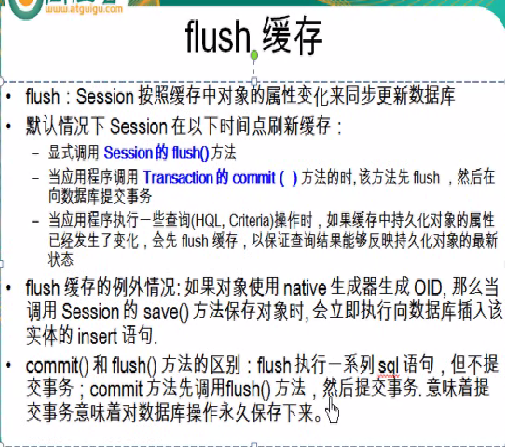 www.atguigu.com
flush 缓存
• flush：Session 按照缓存中对象的属性变化来同步更新数据库
• 默认情况下 Session 在以下时间点刷新缓存：
– 显式调用 Session 的 flush() 方法
– 当应用程序调用 Transaction 的 commit（ ）方法的时, 该方法先 flush ，然后在
向数据库提交事务
– 当应用程序执行一些查询(HQL, Criteria)操作时，如果缓存中持久化对象的属性
已经发生了变化，会先 flush 缓存，以保证查询结果能够反映持久化对象的最新
状态
• flush 缓存的例外情况: 如果对象使用 native 生成器生成 OID, 那么当
调用 Session 的 save() 方法保存对象时, 会立即执行向数据库插入该
实体的 insert 语句.
• commit() 和 flush() 方法的区别：flush 执行一系列 sql 语句，但不提
交事务；commit 方法先调用flush() 方法，然后提交事务. 意味着提
交事务意味着对数据库操作永久保存下来。